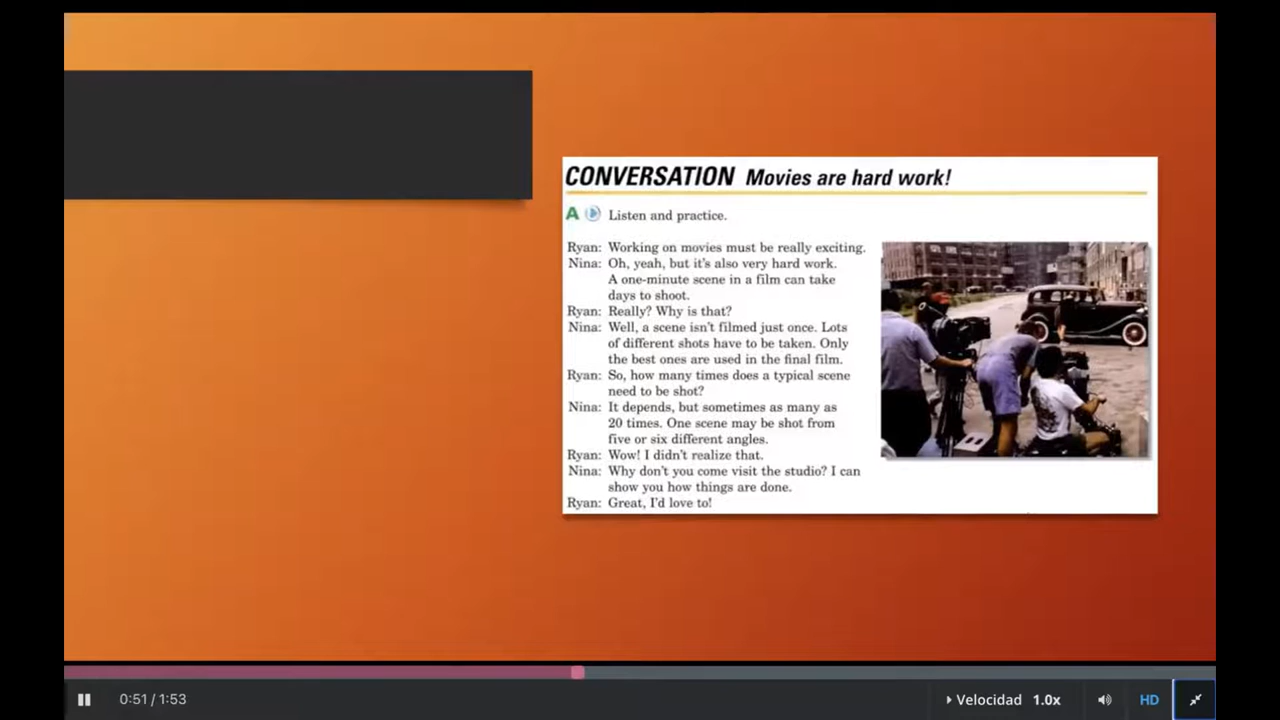 CONVERSATION Movies are hard work!
A Listen and practice.
Ryan: Working on movies must be really exciting.
Nina: Oh, yeah, but it's also very hard work.
A one-minute scene in a film can take
days to shoot.
Ryan: Really? Why is that?
Nina: Well, a scene isn't filmed just once. Lots
of different shots have to be taken. Only
the best ones are used in the final film.
Ryan: So, how many times does a typical scene
need to be shot?
Nina: It depends, but sometimes as many as
20 times. One scene may be shot from
five or six different angles.
Ryan: Wow! I didn't realize that.
Nina: Why don't you come visit the studio? I can
show you how things are done.
Ryan: Great, I'd love to!
0:51 / 1:53
Velocidad 1.0x
HD